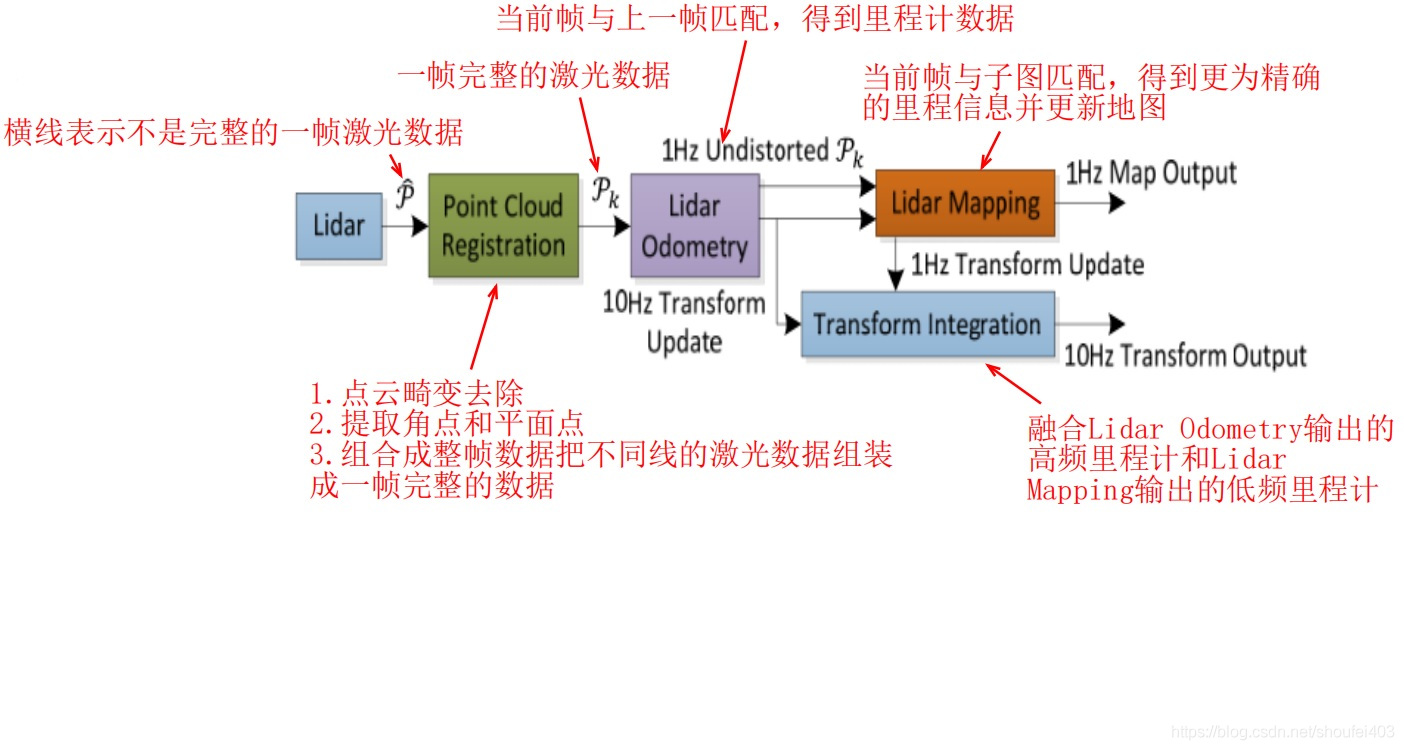 当前帧与上一帧匹配，得到里程计数据
一帧完整的激光数据
当前帧与子图匹配，得到更为精确
的里程信息并更新地图
横线表示不是完整的一帧激光数据
1Hz Undistorted 𝒫k
1Hz Map Output
𝒫̂
𝒫k
Lidar
Point Cloud
Registration
Lidar
Odometry
Lidar Mapping
1Hz Transform Update
10Hz Transform
Update
Transform Integration
10Hz Transform Output
1.点云畸变去除
2.提取角点和平面点
3.组合成整帧数据把不同线的激光数据组装
成一帧完整的数据
融合Lidar Odometry输出的
高频里程计和Lidar
Mapping输出的低频里程计
https://blog.csdn.net/shoufei403